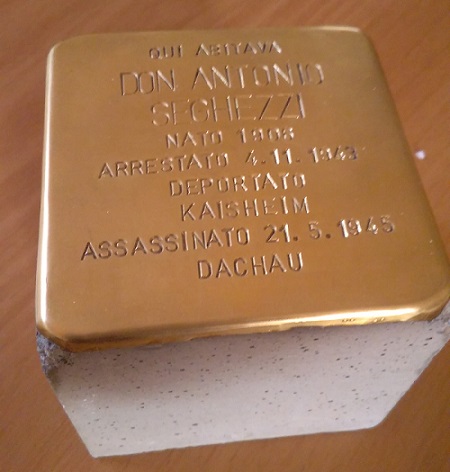 QUI ABITAVA
DON ANTONIO
SEGHEZZI
NATO 1906
ARRESTATO 4.11.1943
DEPORTATO
KAISHEIM
ASSASSINATO 21.5.1945
DACHAU